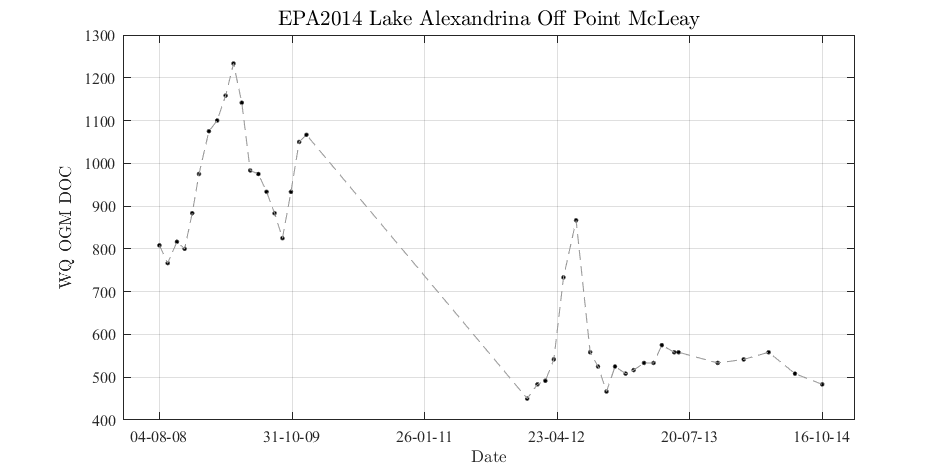 EPA2014 Lake Alexandrina Off Point McLeay
1300
1200
1100
1000
900
800
700
600
500
400
WQ OGM DOC
04-08-08 31-10-09 26-01-11 23-04-12 20-07-13 16-10-14
Date